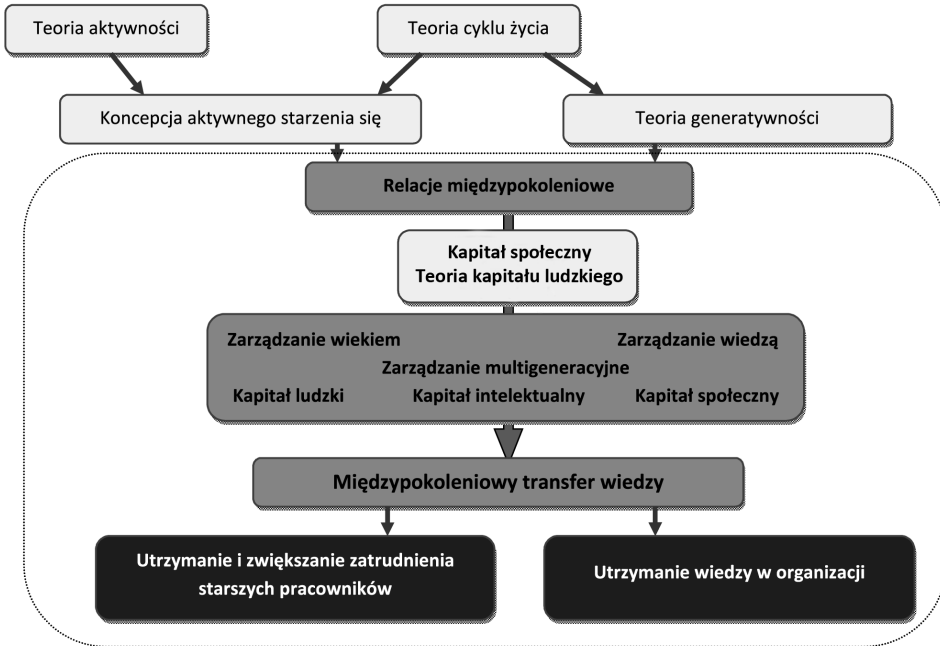 Teoria aktywności
Teoria cyklu życia
Koncepcja aktywnego starzenia się
Teoria generatywności
Relacje międzypokoleniowe
Kapitał społeczny
Teoria kapitału ludzkiego
Zarządzanie wiekiem
Zarządzanie wiedzą
Zarządzanie multigeneracyjne
Kapitał ludzki
Kapitał intelektualny
Kapitał społeczny
Międzypokoleniowy transfer wiedzy
Utrzymanie i zwiększanie zatrudnienia
starszych pracowników
Utrzymanie wiedzy w organizacji